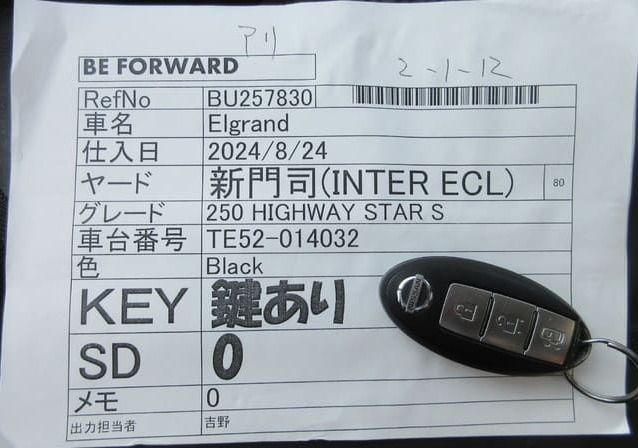 アリ
BE FORWARD
2-1-12
RefNo BU257830
車名 Elgrand
仕入日 2024/8/24
ヤード 新門司(INTER ECL) 80
グレード 250 HIGHWAY STAR S
車台番号 TE52-014032
色 Black
KEY 鍵あり
SD 0
メモ 0
出力担当者 吉野